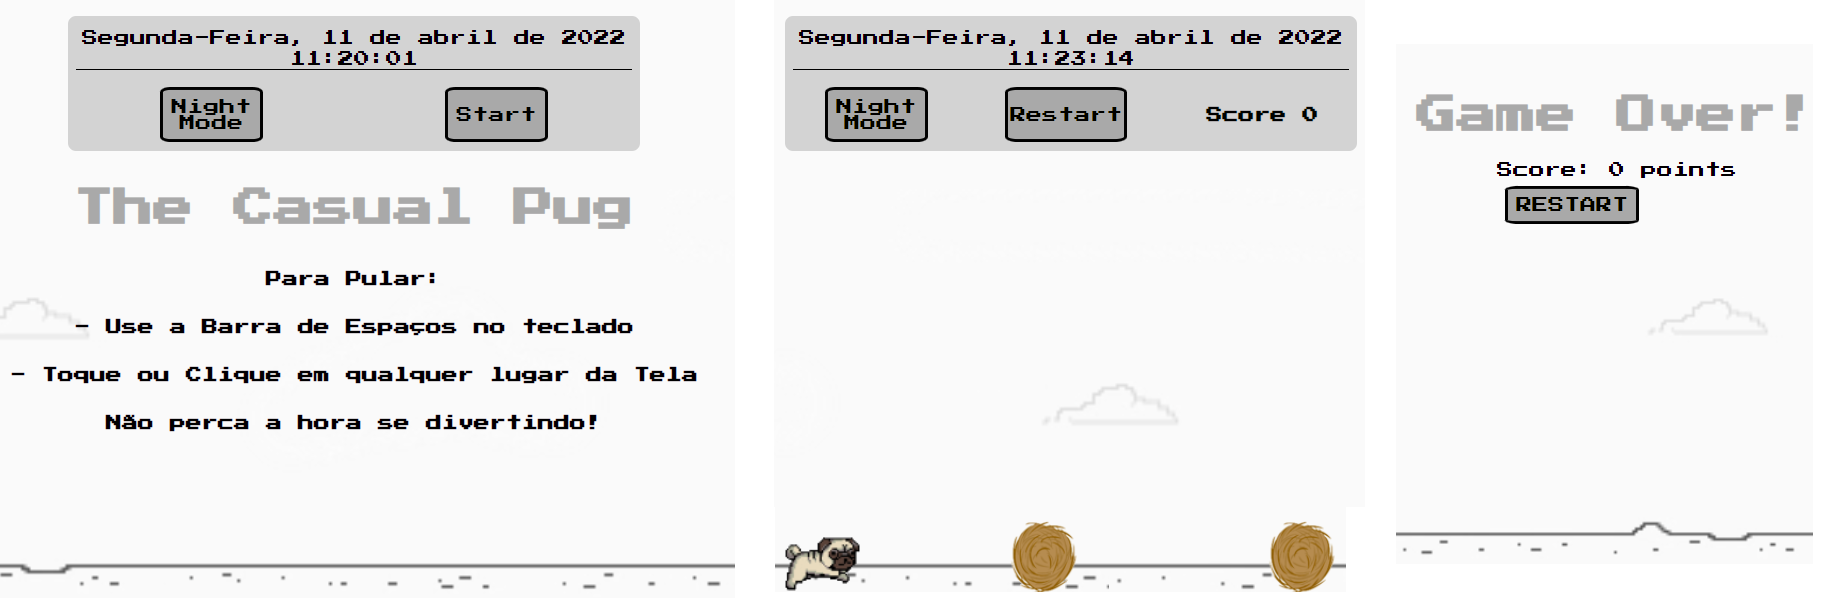 Segunda-Feira, 11 de abril de 2022
11:20:01
Night Mode
Start
The Casual Pug
Para Pular:
- Use a Barra de Espaços no teclado
- Toque ou Clique em qualquer lugar da Tela
Não perca a hora se divertindo!
Segunda-Feira, 11 de abril de 2022
11:23:14
Night Mode
Restart
Score 0
Game Over!
Score: 0 points
RESTART